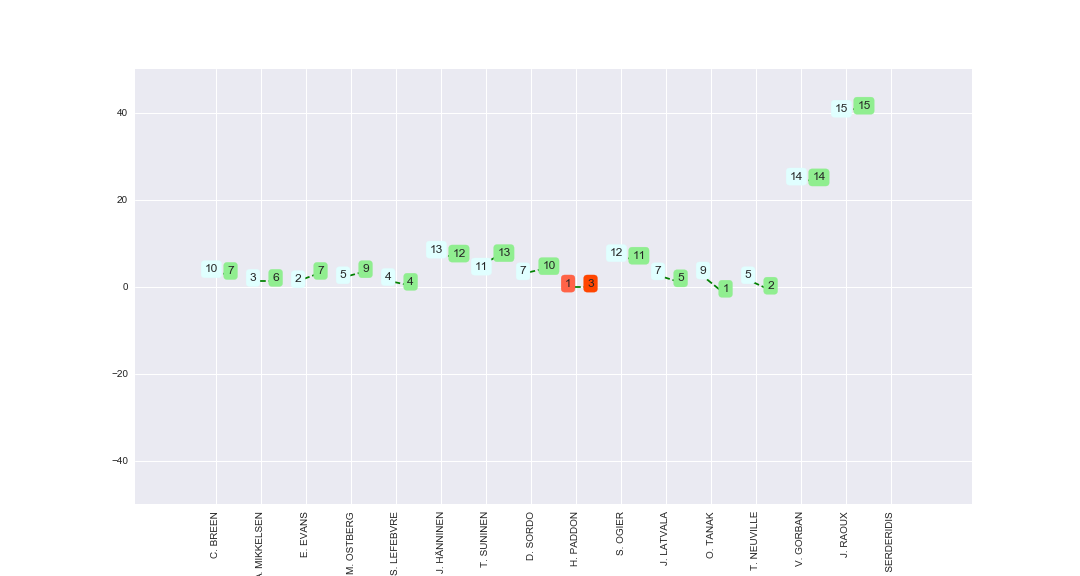 40
20
0
−20
−40
10 7
3 6
2 7
5 9
4 4
13 12
11 13
7 10
1 3
12 11
7 5
9 1
5 2
14 14
15 15
C. BREEN
A. MIKKELSEN
E. EVANS
M. OSTBERG
S. LEFEBVRE
J. HÄNNINEN
T. SUNINEN
D. SORDO
H. PADDON
S. OGIER
J. LATVALA
O. TANAK
T. NEUVILLE
V. GORBAN
J. RAOUX
SERDERIDIS